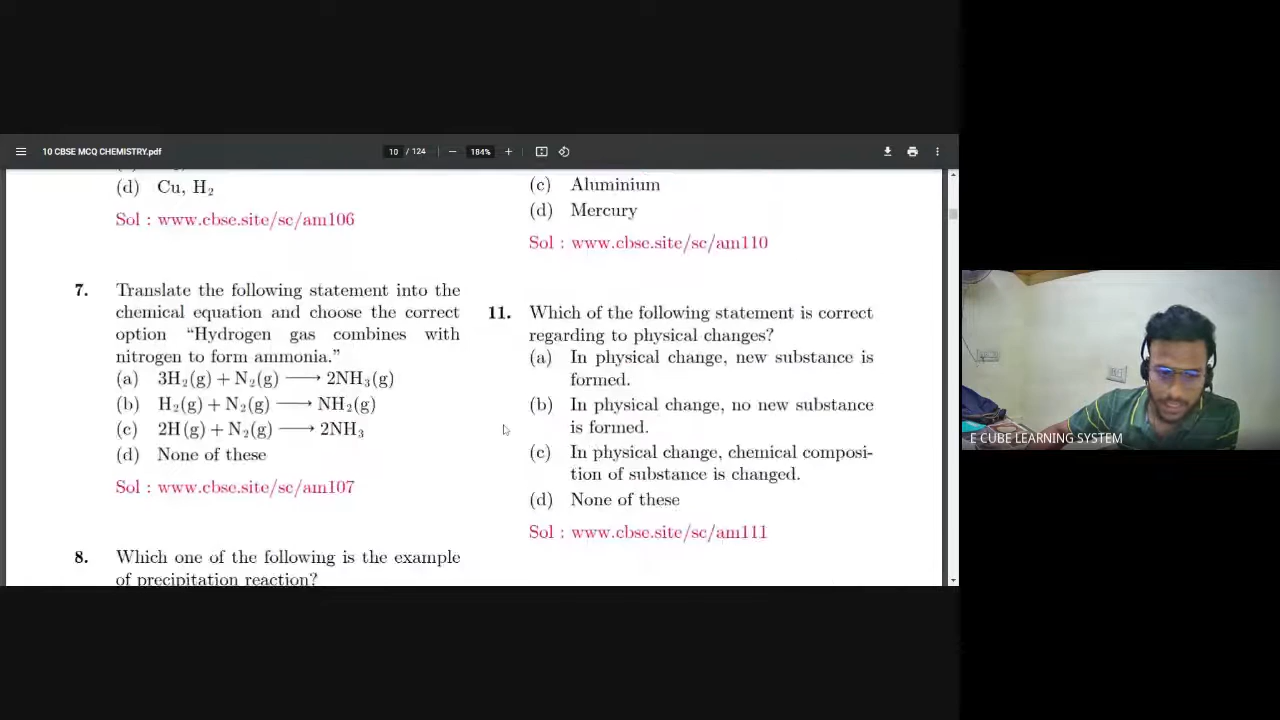 10 CBSE MCQ CHEMISTRY.pdf
10 / 124
184%
(d) Cu, H₂
Sol : www.cbse.site/sc/am106
7. Translate the following statement into the
chemical equation and choose the correct
option “Hydrogen gas combines with
nitrogen to form ammonia.”
(a) 3H₂(g) + N₂(g) ⟶ 2NH₃(g)
(b) H₂(g) + N₂(g) ⟶ NH₂(g)
(c) 2H(g) + N₂(g) ⟶ 2NH₃
(d) None of these
Sol : www.cbse.site/sc/am107
8. Which one of the following is the example
of precipitation reaction?
(c) Aluminium
(d) Mercury
Sol : www.cbse.site/sc/am110
11. Which of the following statement is correct
regarding to physical changes?
(a) In physical change, new substance is
formed.
(b) In physical change, no new substance
is formed.
(c) In physical change, chemical composi-
tion of substance is changed.
(d) None of these
Sol : www.cbse.site/sc/am111
E CUBE LEARNING SYSTEM